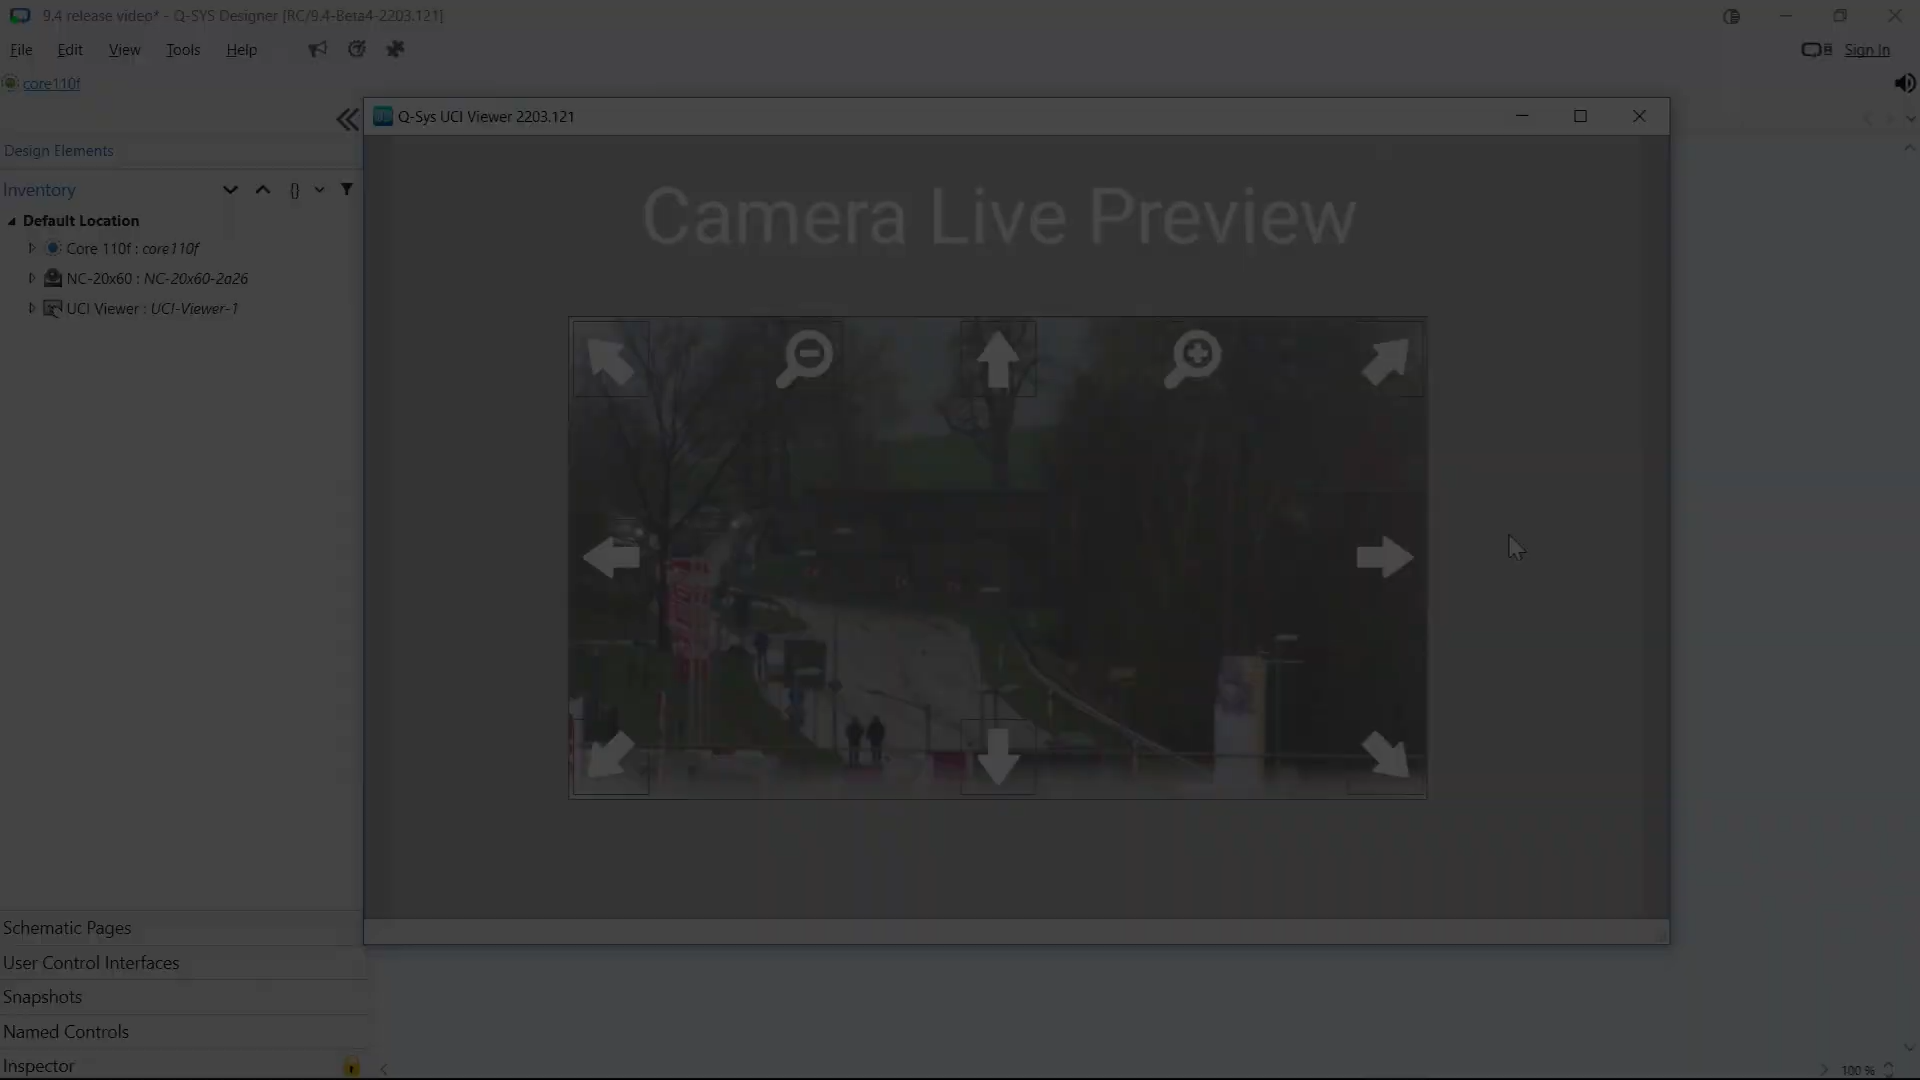 9.4 release video* - Q-SYS Designer [RC/9.4-Beta4-2203.121]
File Edit View Tools Help
Sign In
core110f
Q-Sys UCI Viewer 2203.121
Design Elements
Inventory
{}
Default Location
Core 110f : core110f
NC-20x60 : NC-20x60-2a26
UCI Viewer : UCI-Viewer-1
Camera Live Preview
Schematic Pages
User Control Interfaces
Snapshots
Named Controls
Inspector
100 %